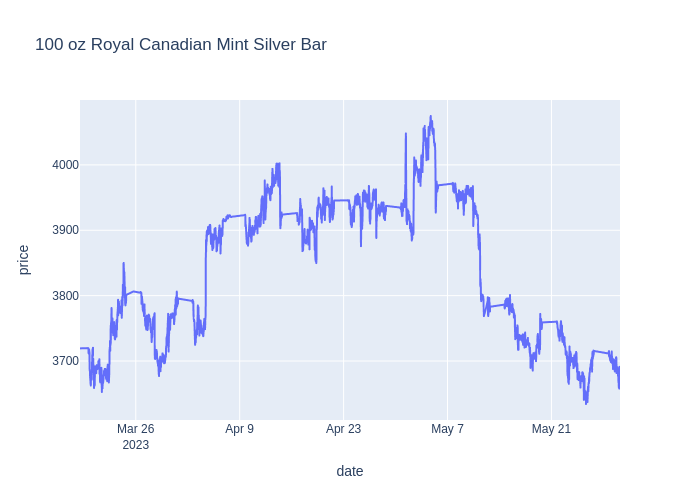 100 oz Royal Canadian Mint Silver Bar
4000
3900
3800
3700
price
Mar 26
2023
Apr 9
Apr 23
May 7
May 21
date